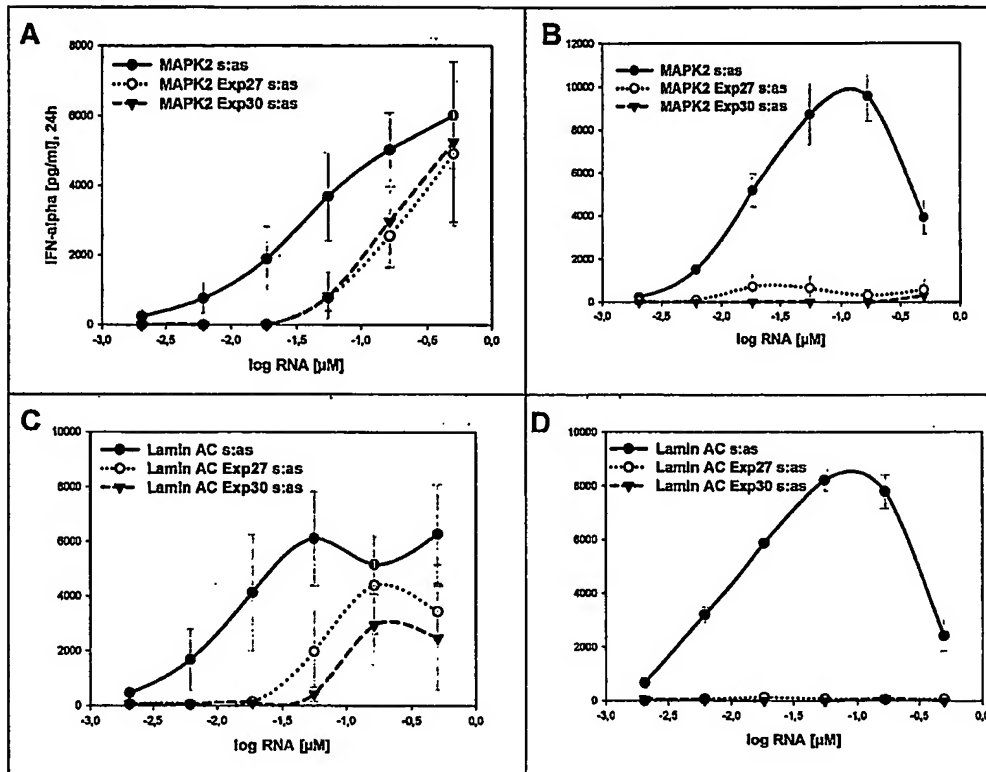 A
8000
6000
4000
2000
0
IFN-alpha [pg/ml], 24h
MAPK2 s:as
MAPK2 Exp27 s:as
MAPK2 Exp30 s:as
-3,0 -2,5 -2,0 -1,5 -1,0 -0,5 0,0
log RNA [µM]
B
12000
10000
8000
6000
4000
2000
0
MAPK2 s:as
MAPK2 Exp27 s:as
MAPK2 Exp30 s:as
-3,0 -2,5 -2,0 -1,5 -1,0 -0,5 0,0
log RNA [µM]
C
10000
8000
6000
4000
2000
0
Lamin AC s:as
Lamin AC Exp27 s:as
Lamin AC Exp30 s:as
-3,0 -2,5 -2,0 -1,5 -1,0 -0,5 0,0
log RNA [µM]
D
10000
8000
6000
4000
2000
0
Lamin AC s:as
Lamin AC Exp27 s:as
Lamin AC Exp30 s:as
-3,0 -2,5 -2,0 -1,5 -1,0 -0,5 0,0
log RNA [µM]